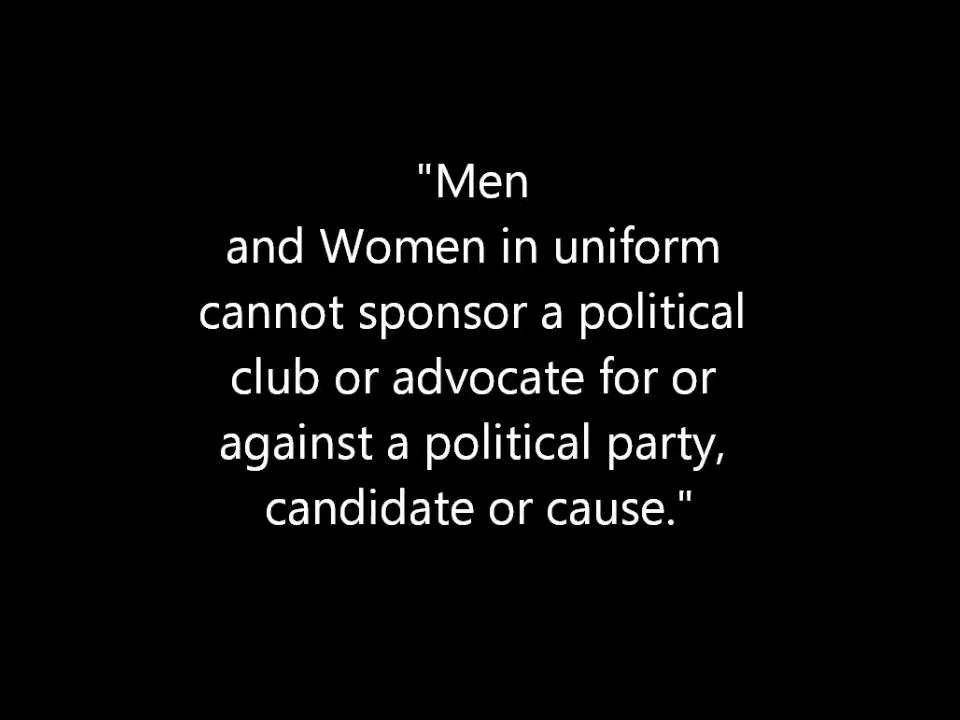 "Men
and Women in uniform
cannot sponsor a political
club or advocate for or
against a political party,
candidate or cause."